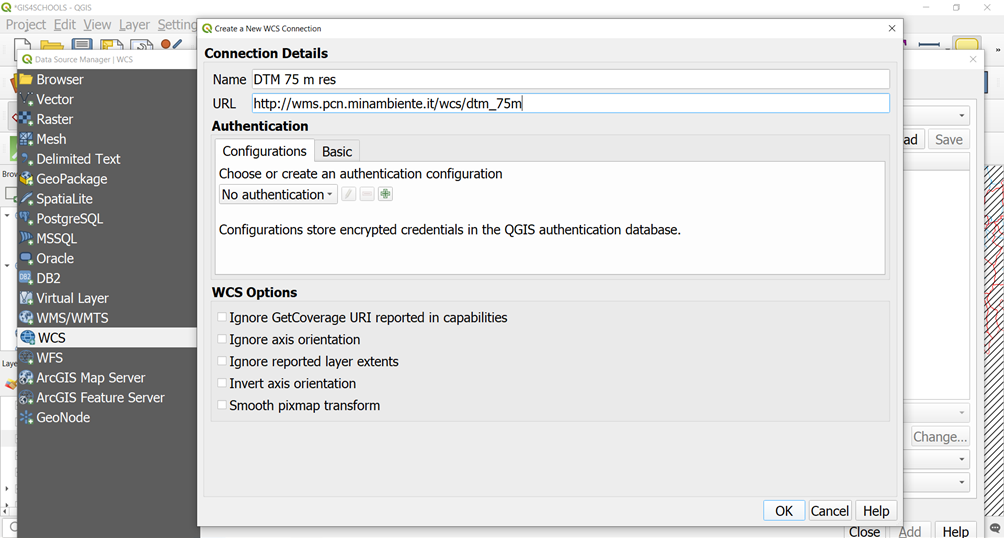 *GIS4SCHOOLS - QGIS
Project Edit View Layer
Data Source Manager | WCS
Browser
Vector
Raster
Mesh
Delimited Text
GeoPackage
SpatiaLite
PostgreSQL
MSSQL
Oracle
DB2
Virtual Layer
WMS/WMTS
WCS
WFS
ArcGIS Map Server
ArcGIS Feature Server
GeoNode
Create a New WCS Connection
Connection Details
Name DTM 75 m res
URL http://wms.pcn.minambiente.it/wcs/dtm_75m
Authentication
Configurations Basic
Choose or create an authentication configuration
No authentication
Configurations store encrypted credentials in the QGIS authentication database.
WCS Options
Ignore GetCoverage URI reported in capabilities
Ignore axis orientation
Ignore reported layer extents
Invert axis orientation
Smooth pixmap transform
OK Cancel Help
Save
Change...
Close Add Help